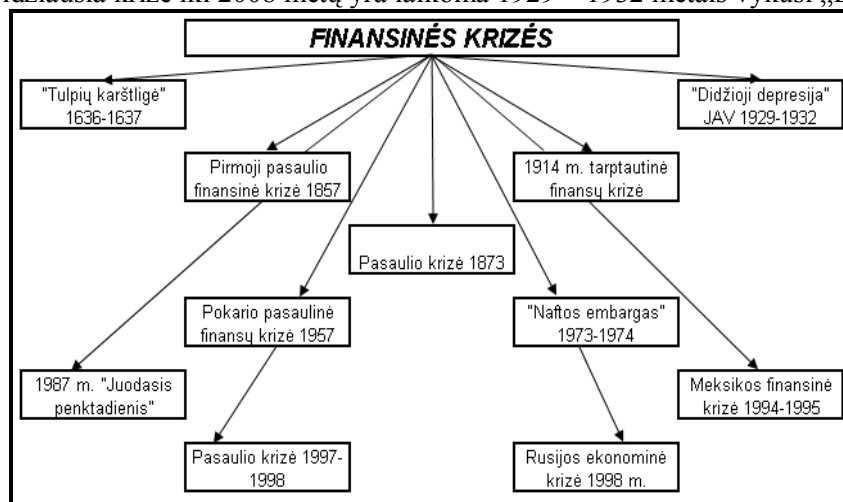 FINANSINĖS KRIZĖS
"Tulpių karštligė"
1636-1637
"Didžioji depresija"
JAV 1929-1932
Pirmoji pasaulio
finansinė krizė 1857
1914 m. tarptautinė
finansų krizė
Pasaulio krizė 1873
Pokario pasaulinė
finansų krizė 1957
"Naftos embargas"
1973-1974
1987 m. "Juodasis
penktadienis"
Meksikos finansinė
krizė 1994-1995
Pasaulio krizė 1997-
1998
Rusijos ekonominė
krizė 1998 m.